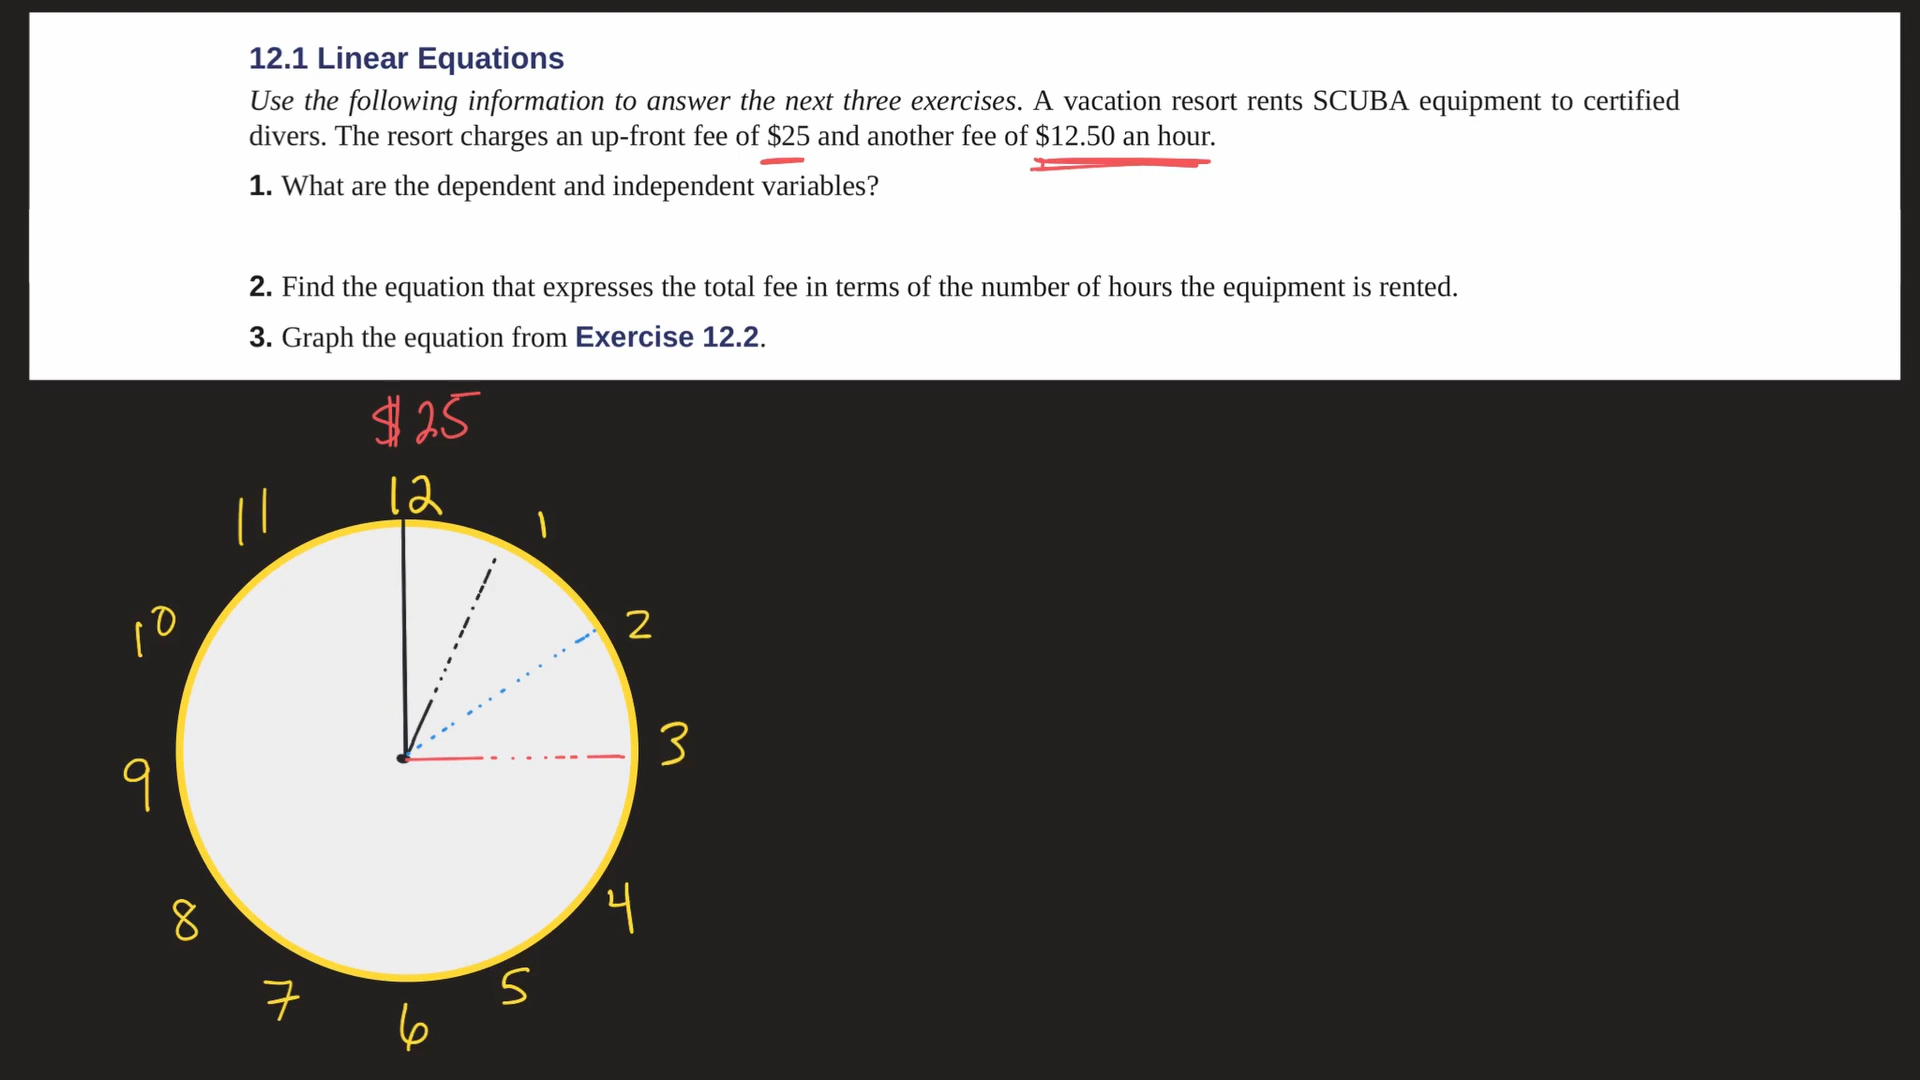 12.1 Linear Equations
Use the following information to answer the next three exercises. A vacation resort rents SCUBA equipment to certified
divers. The resort charges an up-front fee of $25 and another fee of $12.50 an hour.
1. What are the dependent and independent variables?
2. Find the equation that expresses the total fee in terms of the number of hours the equipment is rented.
3. Graph the equation from Exercise 12.2.
$25
12
11
1
10
2
9
3
8
4
7
5
6